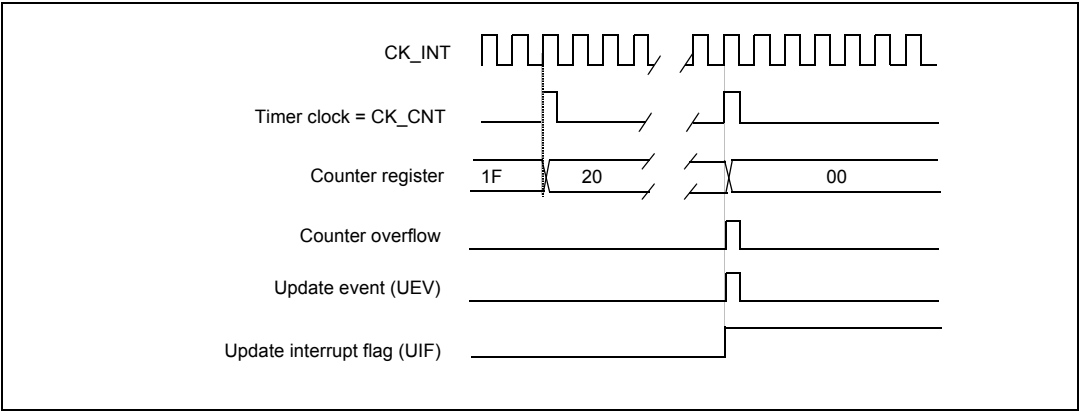 CK_INT
Timer clock = CK_CNT
Counter register 1F 20 00
Counter overflow
Update event (UEV)
Update interrupt flag (UIF)